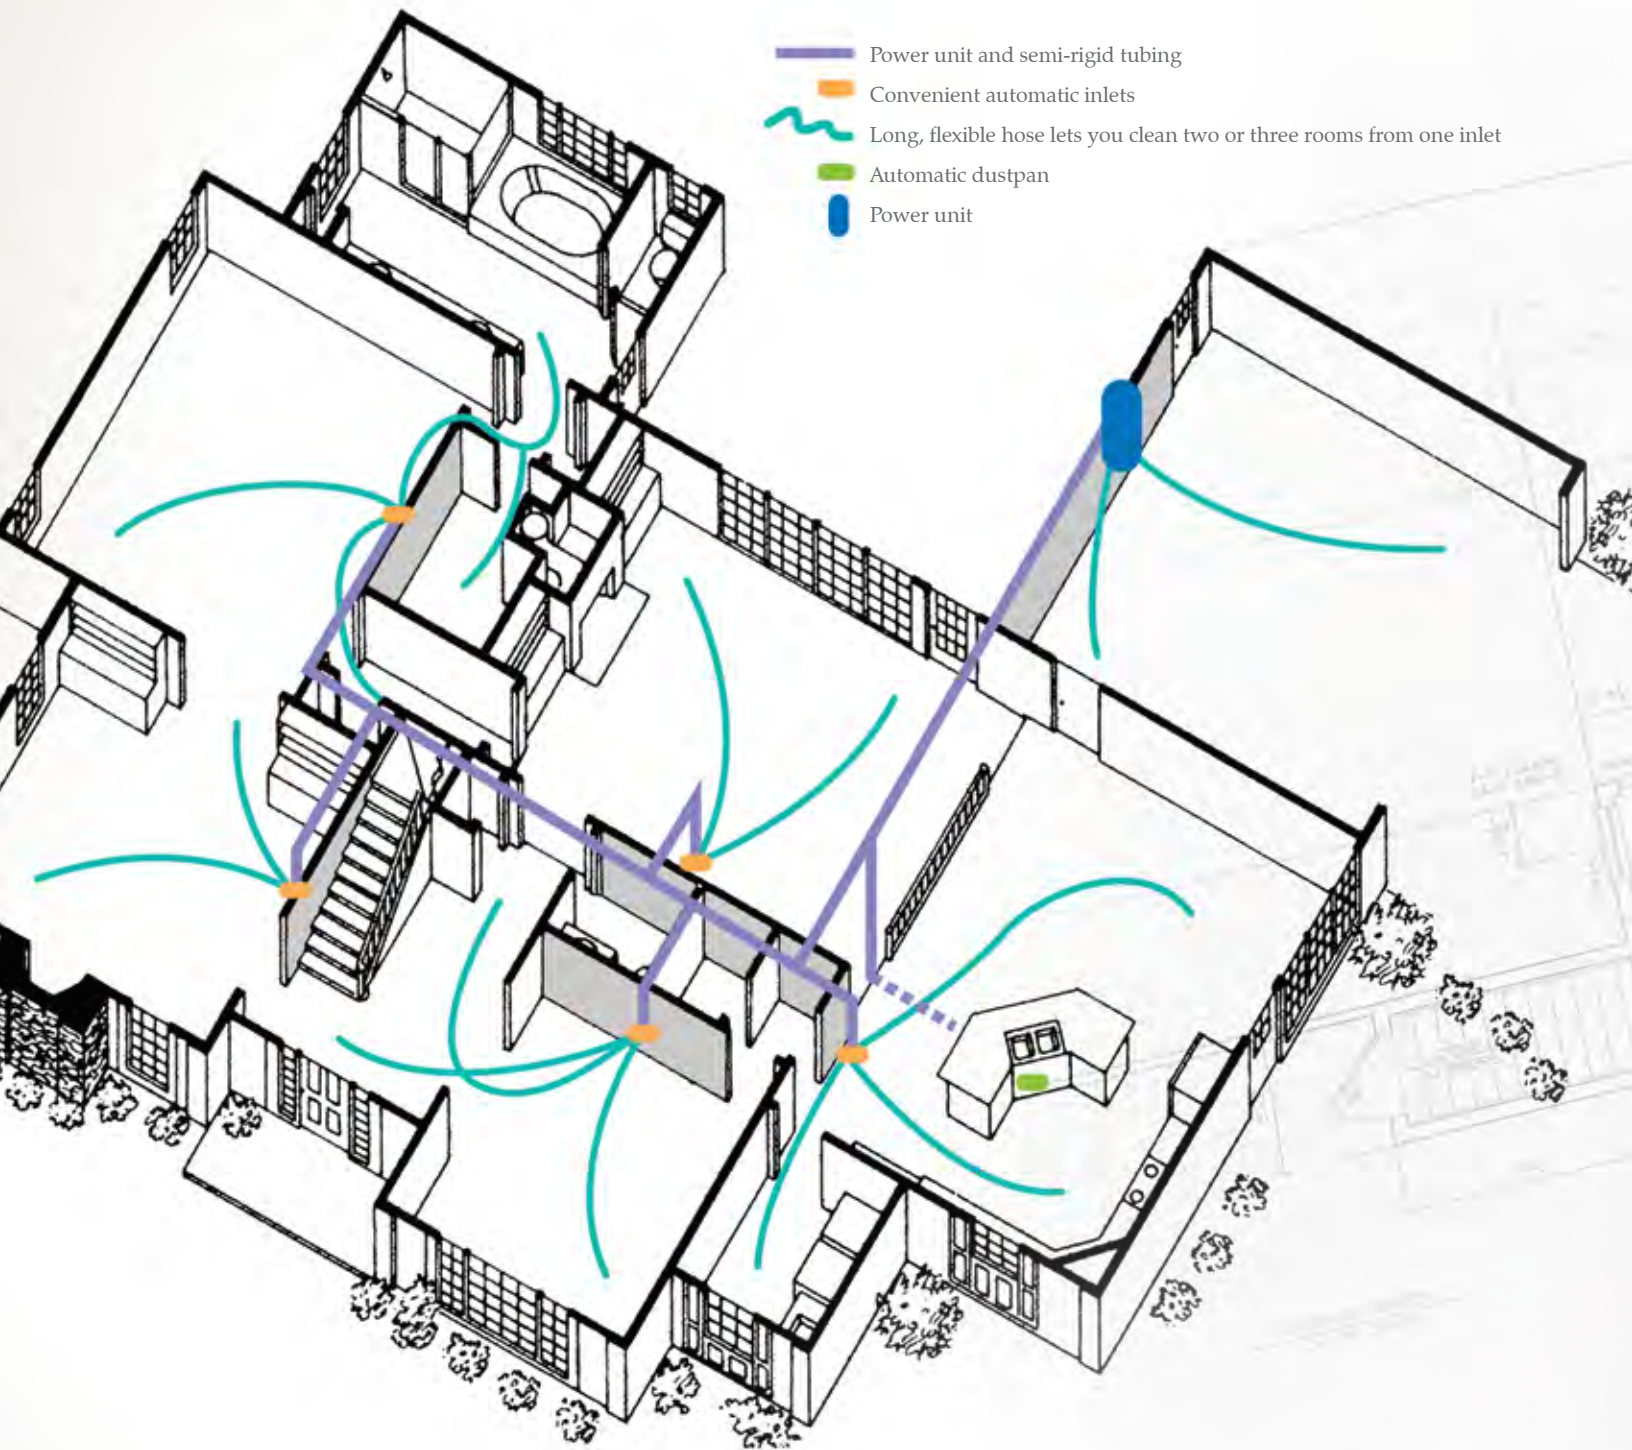 Power unit and semi-rigid tubing
Convenient automatic inlets
Long, flexible hose lets you clean two or three rooms from one inlet
Automatic dustpan
Power unit